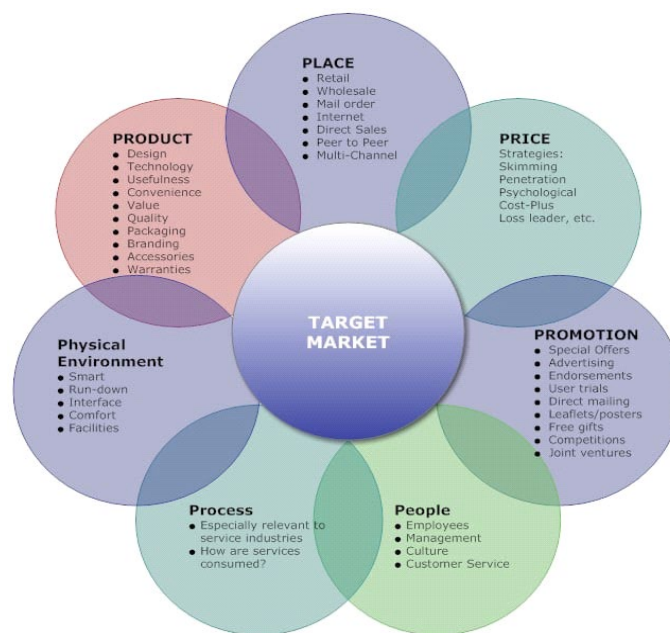 PLACE
● Retail
● Wholesale
● Mail order
● Internet
● Direct Sales
● Peer to Peer
● Multi-Channel
PRODUCT
● Design
● Technology
● Usefulness
● Convenience
● Value
● Quality
● Packaging
● Branding
● Accessories
● Warranties
PRICE
Strategies:
Skimming
Penetration
Psychological
Cost-Plus
Loss leader, etc.
TARGET
MARKET
Physical
Environment
● Smart
● Run-down
● Interface
● Comfort
● Facilities
PROMOTION
● Special Offers
● Advertising
● Endorsements
● User trials
● Direct mailing
● Leaflets/posters
● Free gifts
● Competitions
● Joint ventures
Process
● Especially relevant to
service industries
● How are services
consumed?
People
● Employees
● Management
● Culture
● Customer Service